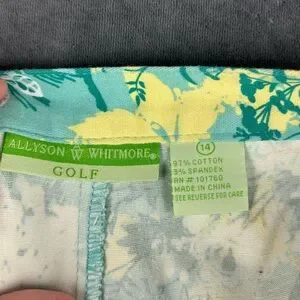 ALLYSON WHITMORE®
GOLF
14
97% COTTON
3% SPANDEX
RN # 101760
MADE IN CHINA
SEE REVERSE FOR CARE